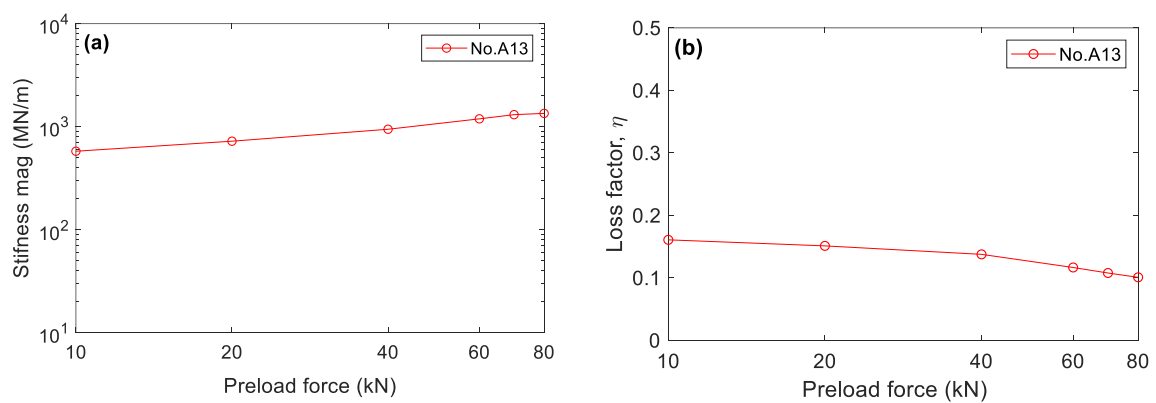 (a)
No.A13
Stifness mag (MN/m)
10^4
10^3
10^2
10^1
10 20 40 60 80
Preload force (kN)
(b)
No.A13
Loss factor, η
0.5
0.4
0.3
0.2
0.1
0
10 20 40 60 80
Preload force (kN)